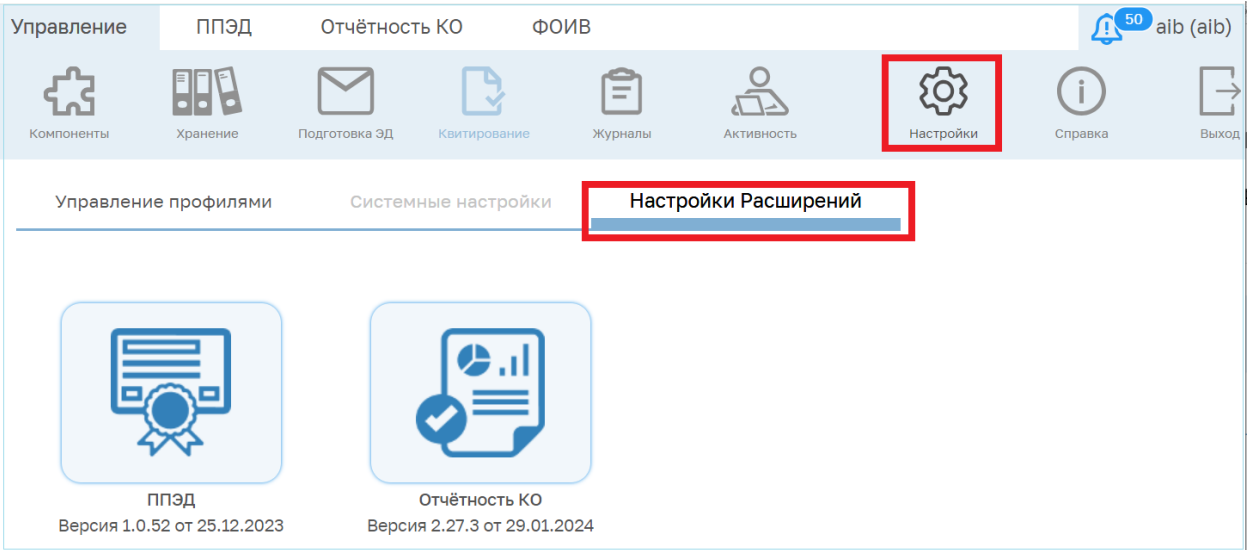 Управление ППЭД Отчётность КО ФОИВ 50 aib (aib)
Компоненты Хранение Подготовка ЭД Квитирование Журналы Активность Настройки Справка Выход
Управление профилями Системные настройки Настройки Расширений
ППЭД Отчётность КО
Версия 1.0.52 от 25.12.2023 Версия 2.27.3 от 29.01.2024